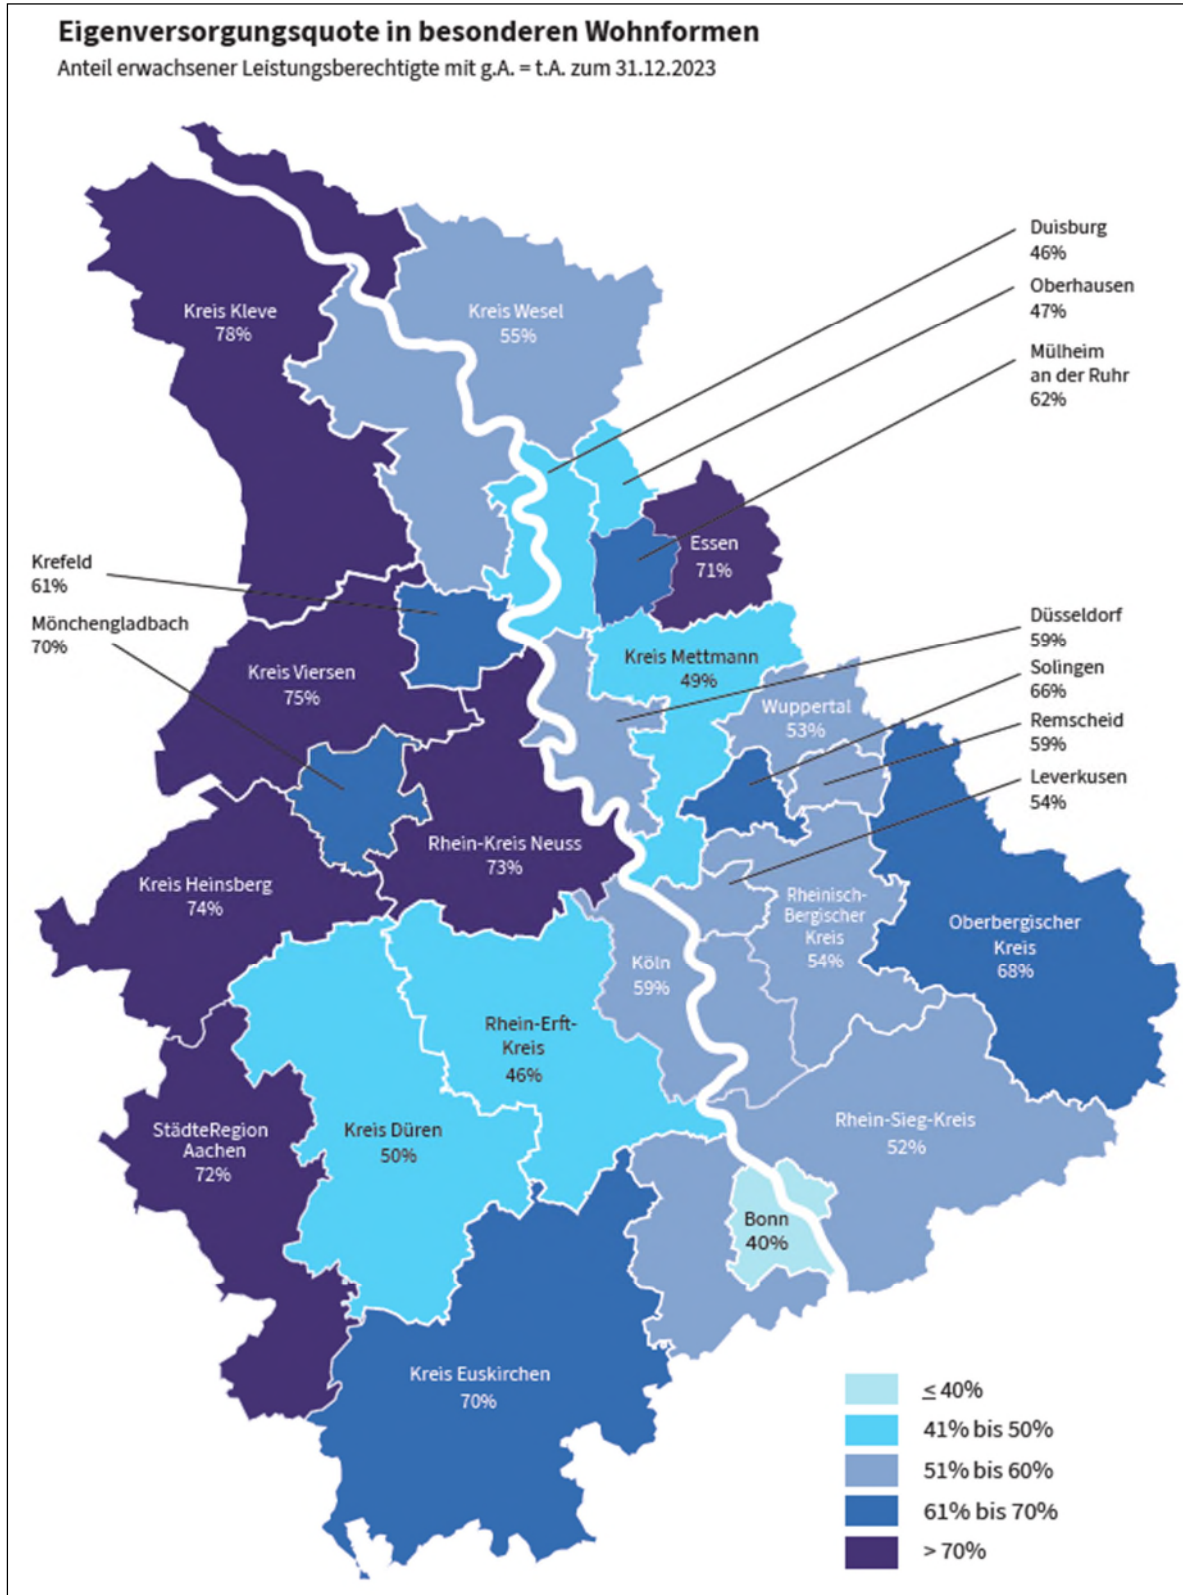 Eigenversorgungsquote in besonderen Wohnformen
Anteil erwachsener Leistungsberechtigte mit g.A. = t.A. zum 31.12.2023
Duisburg
46%
Oberhausen
47%
Mülheim
an der Ruhr
62%
Kreis Kleve
78%
Kreis Wesel
55%
Essen
71%
Krefeld
61%
Mönchengladbach
70%
Düsseldorf
59%
Solingen
66%
Remscheid
59%
Leverkusen
54%
Kreis Viersen
75%
Kreis Mettmann
49%
Wuppertal
53%
Rhein-Kreis Neuss
73%
Kreis Heinsberg
74%
Rheinisch-
Bergischer
Kreis
54%
Oberbergischer
Kreis
68%
Köln
59%
Rhein-Erft-
Kreis
46%
StädteRegion
Aachen
72%
Kreis Düren
50%
Rhein-Sieg-Kreis
52%
Bonn
40%
Kreis Euskirchen
70%
≤ 40%
41% bis 50%
51% bis 60%
61% bis 70%
> 70%